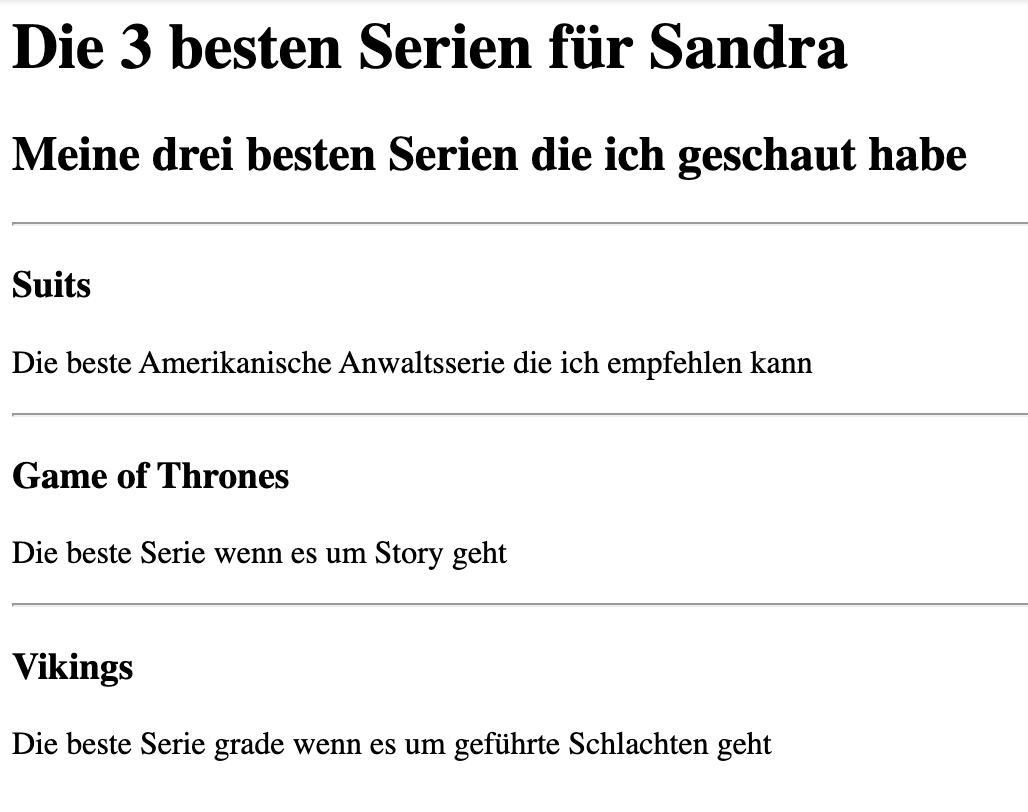 Die 3 besten Serien für Sandra
Meine drei besten Serien die ich geschaut habe
Suits
Die beste Amerikanische Anwaltsserie die ich empfehlen kann
Game of Thrones
Die beste Serie wenn es um Story geht
Vikings
Die beste Serie grade wenn es um geführte Schlachten geht